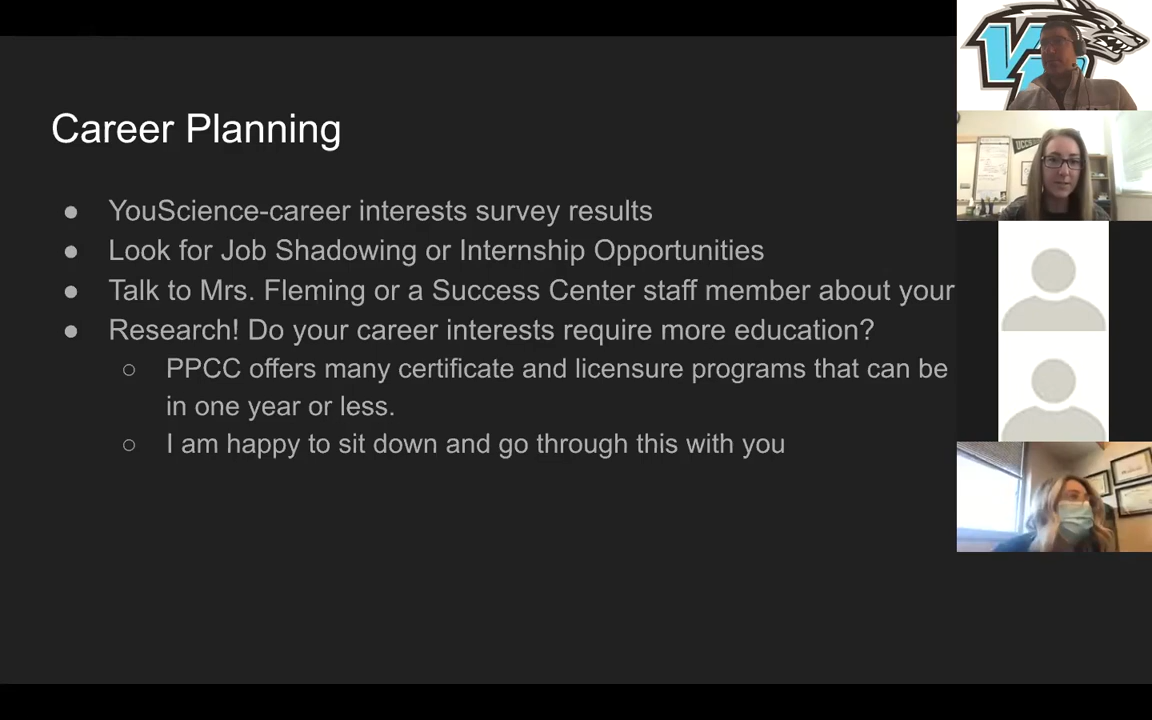 Career Planning
● YouScience-career interests survey results
● Look for Job Shadowing or Internship Opportunities
● Talk to Mrs. Fleming or a Success Center staff member about your
● Research! Do your career interests require more education?
○ PPCC offers many certificate and licensure programs that can be
in one year or less.
○ I am happy to sit down and go through this with you
UCCS